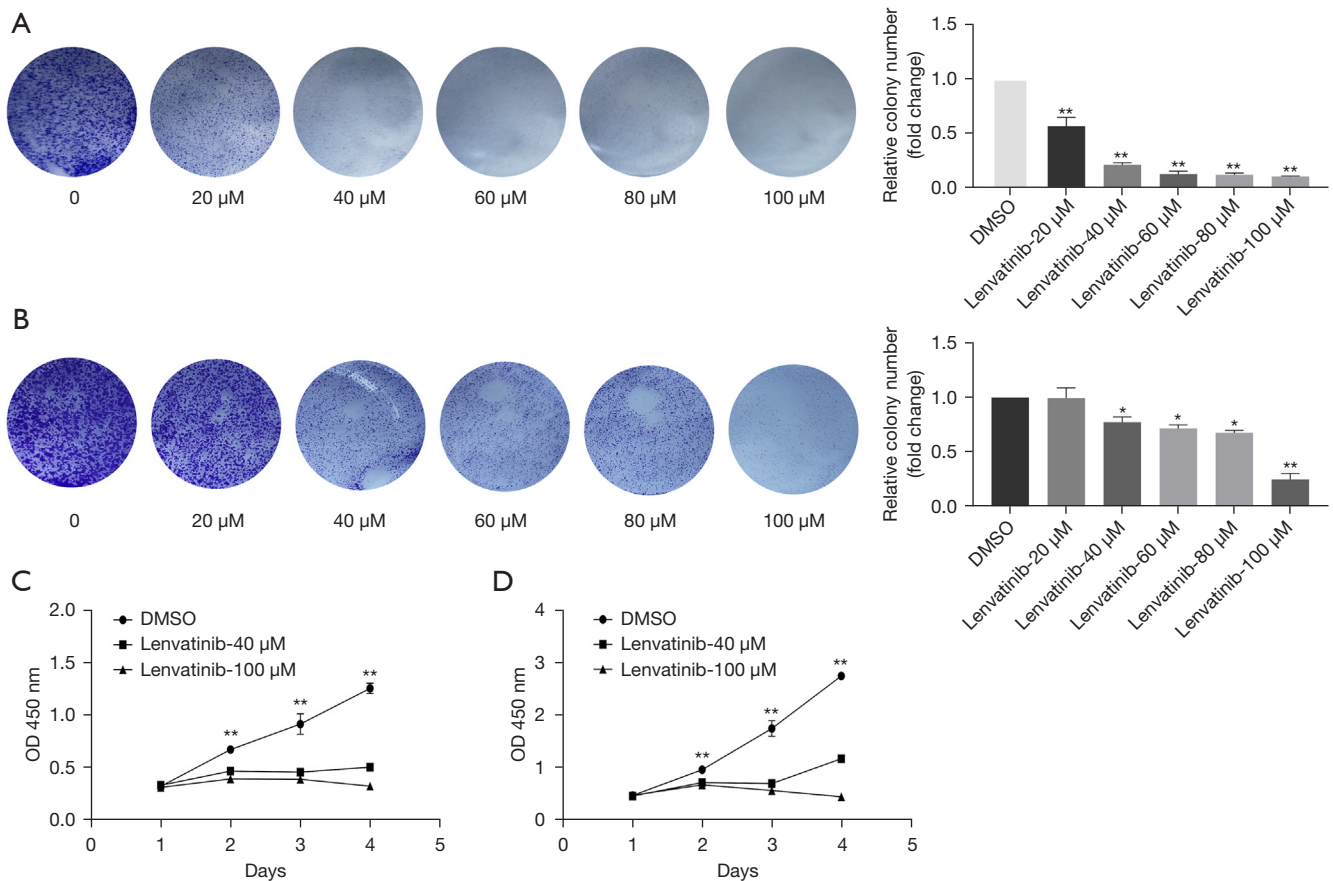 A
0
20 µM
40 µM
60 µM
80 µM
100 µM
Relative colony number
(fold change)
1.5
1.0
0.5
0.0
**
**
**
**
**
DMSO
Lenvatinib-20 µM
Lenvatinib-40 µM
Lenvatinib-60 µM
Lenvatinib-80 µM
Lenvatinib-100 µM
B
0
20 µM
40 µM
60 µM
80 µM
100 µM
Relative colony number
(fold change)
1.5
1.0
0.5
0.0
*
*
*
**
DMSO
Lenvatinib-20 µM
Lenvatinib-40 µM
Lenvatinib-60 µM
Lenvatinib-80 µM
Lenvatinib-100 µM
C
OD 450 nm
2.0
1.5
1.0
0.5
0.0
DMSO
Lenvatinib-40 µM
Lenvatinib-100 µM
**
**
**
0 1 2 3 4 5
Days
D
OD 450 nm
4
3
2
1
0
DMSO
Lenvatinib-40 µM
Lenvatinib-100 µM
**
**
**
0 1 2 3 4 5
Days